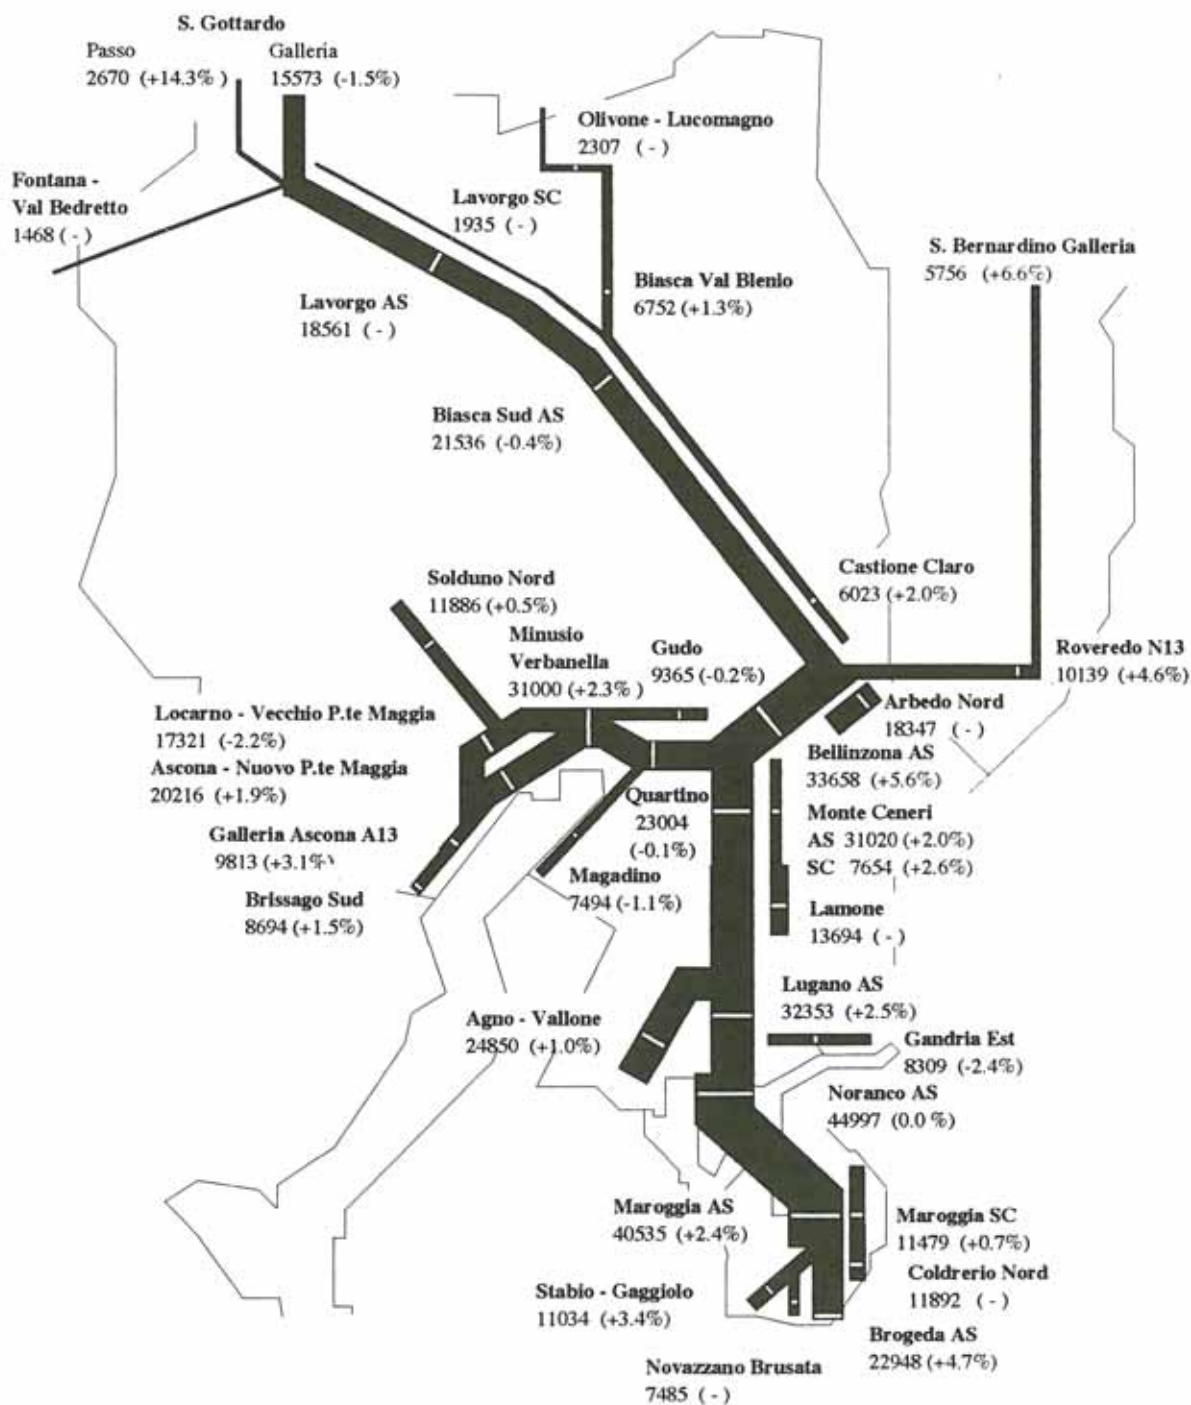 S. Gottardo
Passo
2670 (+14.3% )
Galleria
15573 (-1.5%)
Olivone - Lucomagno
2307 ( - )
Fontana -
Val Bedretto
1468 ( - )
Lavorgo SC
1935 ( - )
S. Bernardino Galleria
5756 (+6.6%)
Biasca Val Blenio
6752 (+1.3%)
Lavorgo AS
18561 ( - )
Biasca Sud AS
21536 (-0.4%)
Castione Claro
6023 (+2.0%)
Solduno Nord
11886 (+0.5%)
Minusio
Verbanella
31000 (+2.3% )
Gudo
9365 (-0.2%)
Roveredo N13
10139 (+4.6%)
Arbedo Nord
18347 ( - )
Locarno - Vecchio P.te Maggia
17321 (-2.2%)
Ascona - Nuovo P.te Maggia
20216 (+1.9%)
Bellinzona AS
33658 (+5.6%)
Quartino
23004
(-0.1%)
Monte Ceneri
AS 31020 (+2.0%)
SC 7654 (+2.6%)
Galleria Ascona A13
9813 (+3.1%)
Brissago Sud
8694 (+1.5%)
Magadino
7494 (-1.1%)
Lamone
13694 ( - )
Lugano AS
32353 (+2.5%)
Agno - Vallone
24850 (+1.0%)
Gandria Est
8309 (-2.4%)
Noranco AS
44997 (0.0 %)
Maroggia AS
40535 (+2.4%)
Maroggia SC
11479 (+0.7%)
Coldrerio Nord
11892 ( - )
Stabio - Gaggiolo
11034 (+3.4%)
Brogeda AS
22948 (+4.7%)
Novazzano Brusata
7485 ( - )